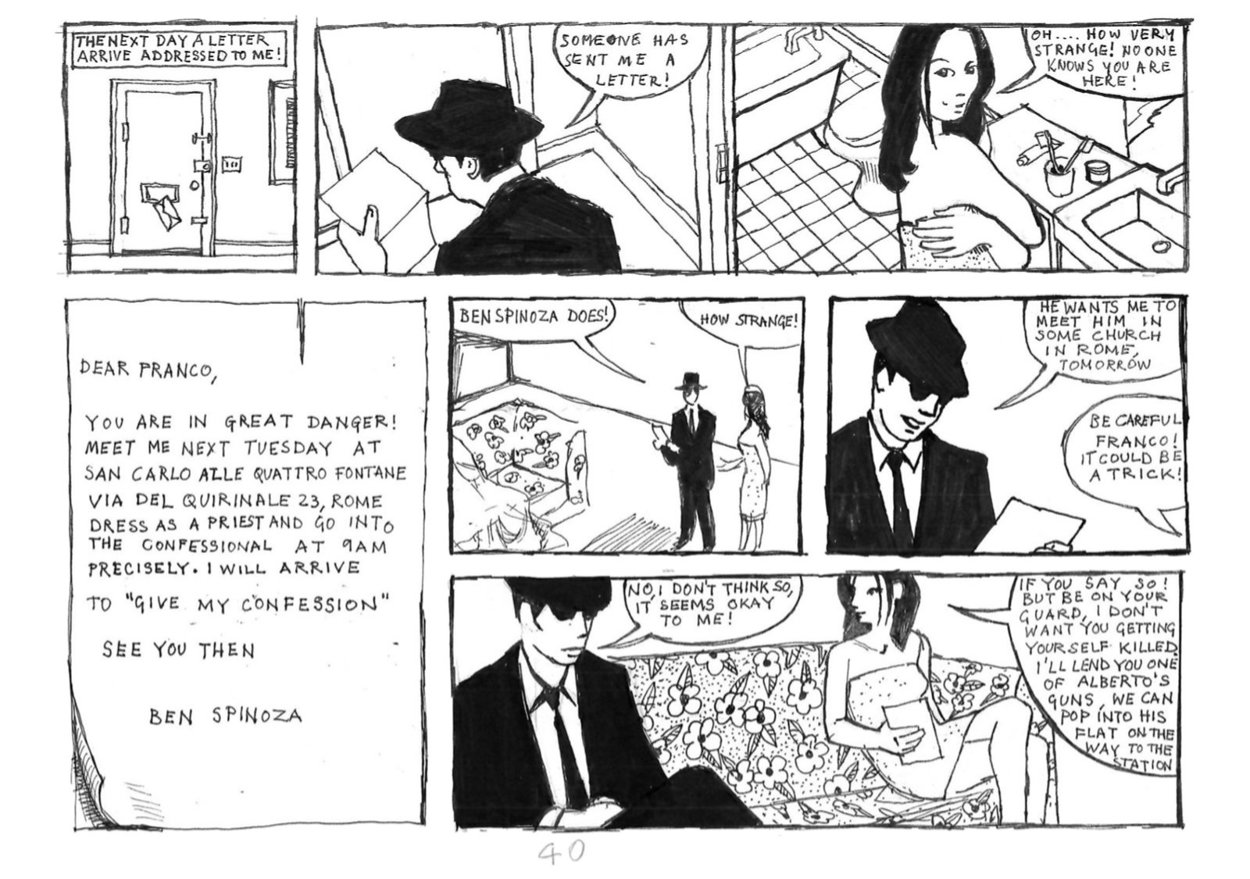 THE NEXT DAY A LETTER
ARRIVE ADDRESSED TO ME!
SOMEONE HAS
SENT ME A
LETTER!
OH.... HOW VERY
STRANGE! NO ONE
KNOWS YOU ARE
HERE!
DEAR FRANCO,
YOU ARE IN GREAT DANGER!
MEET ME NEXT TUESDAY AT
SAN CARLO ALLE QUATTRO FONTANE
VIA DEL QUIRINALE 23, ROME
DRESS AS A PRIEST AND GO INTO
THE CONFESSIONAL AT 9AM
PRECISELY. I WILL ARRIVE
TO "GIVE MY CONFESSION"
SEE YOU THEN
BEN SPINOZA
BEN SPINOZA DOES!
HOW STRANGE!
HE WANTS ME TO
MEET HIM IN
SOME CHURCH
IN ROME,
TOMORROW
BE CAREFUL
FRANCO!
IT COULD BE
A TRICK!
NO, I DON'T THINK SO,
IT SEEMS OKAY
TO ME!
IF YOU SAY SO!
BUT BE ON YOUR
GUARD, I DON'T
WANT YOU GETTING
YOURSELF KILLED.
I'LL LEND YOU ONE
OF ALBERTO'S
GUNS, WE CAN
POP INTO HIS
FLAT ON THE
WAY TO THE
STATION
40